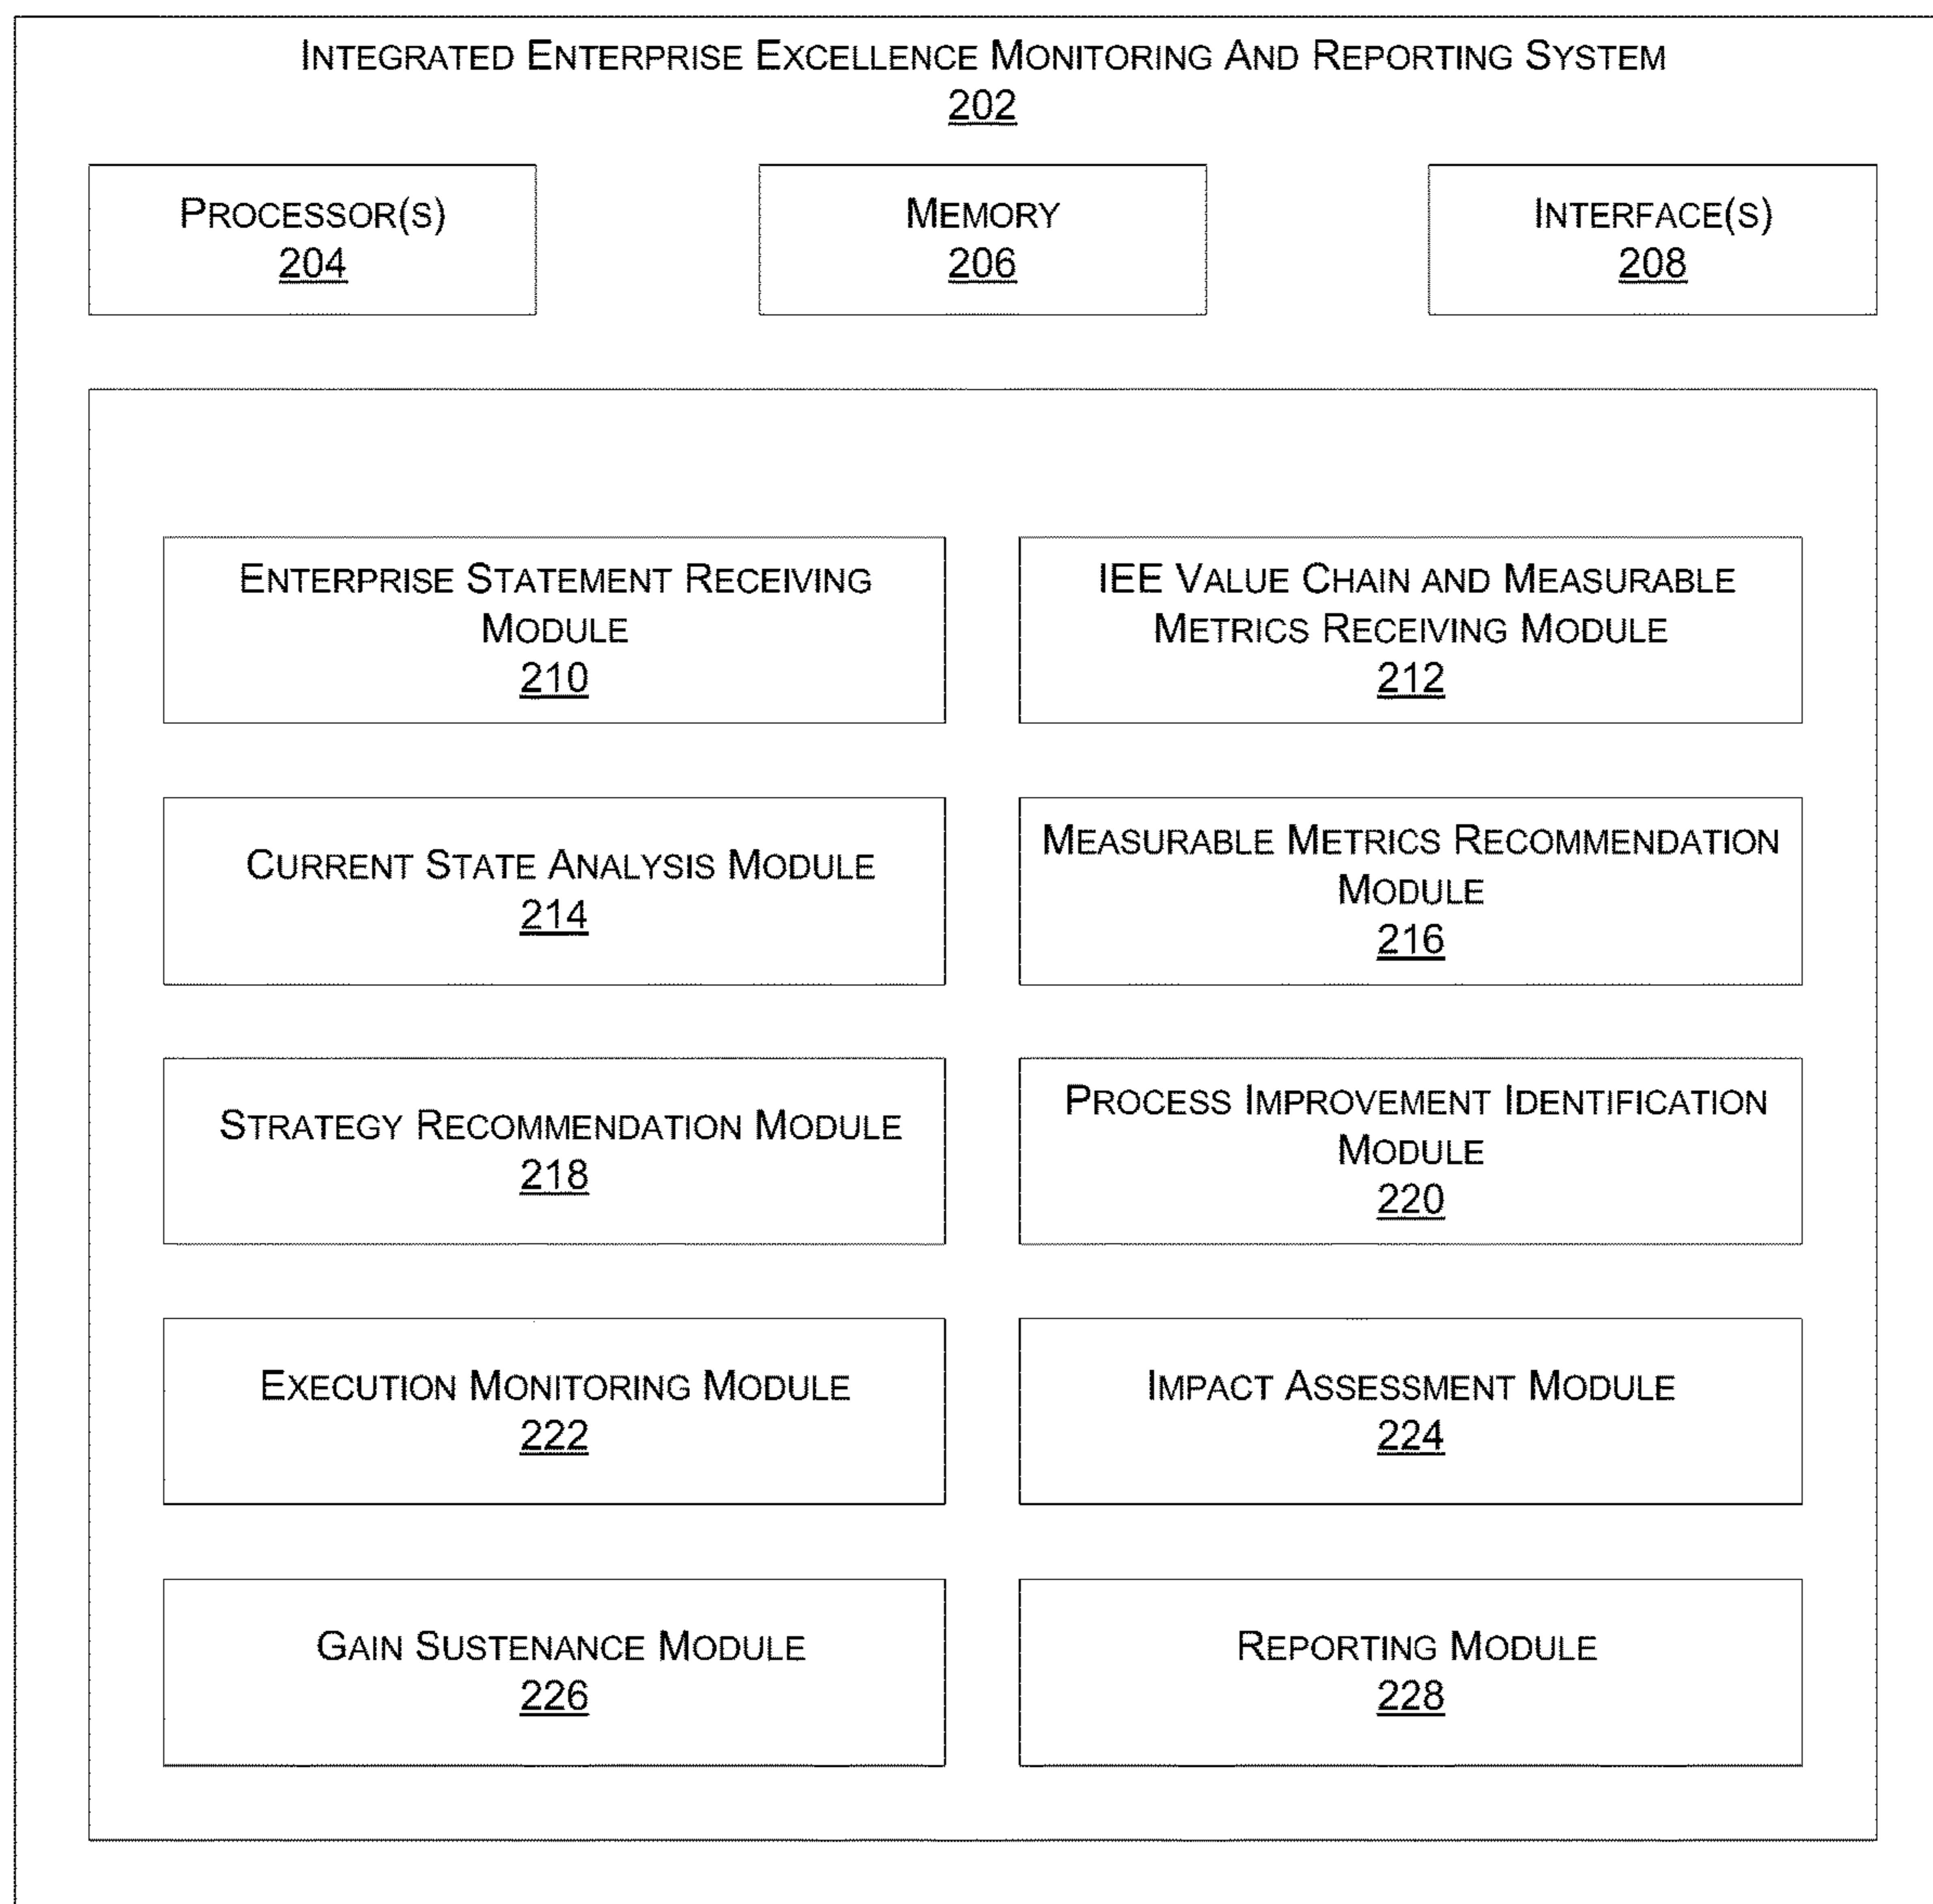 INTEGRATED ENTERPRISE EXCELLENCE MONITORING AND REPORTING SYSTEM
202
PROCESSOR(S)
204
MEMORY
206
INTERFACE(S)
208
ENTERPRISE STATEMENT RECEIVING
MODULE
210
IEE VALUE CHAIN AND MEASURABLE
METRICS RECEIVING MODULE
212
CURRENT STATE ANALYSIS MODULE
214
MEASURABLE METRICS RECOMMENDATION
MODULE
216
STRATEGY RECOMMENDATION MODULE
218
PROCESS IMPROVEMENT IDENTIFICATION
MODULE
220
EXECUTION MONITORING MODULE
222
IMPACT ASSESSMENT MODULE
224
GAIN SUSTENANCE MODULE
226
REPORTING MODULE
228